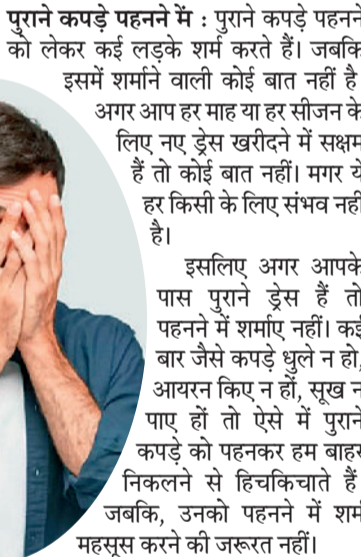 पुराने कपड़े पहनने में : पुराने कपड़े पहनने
को लेकर कई लड़के शर्म करते हैं। जबकि
इसमें शर्माने वाली कोई बात नहीं है
अगर आप हर माह या हर सीजन के
लिए नए ड्रेस खरीदने में सक्षम
हैं तो कोई बात नहीं। मगर ये
हर किसी के लिए संभव नहीं
है।
इसलिए अगर आपके
पास पुराने ड्रेस हैं तो
पहनने में शर्माए नहीं। कई
बार जैसे कपड़े धुले न हो,
आयरन किए न हों, सूख न
पाए हों तो ऐसे में पुराने
कपड़े को पहनकर हम बाहर
निकलने से हिचकिचाते हैं
जबकि, उनको पहनने में शर्म
महसूस करने की जरूरत नहीं।